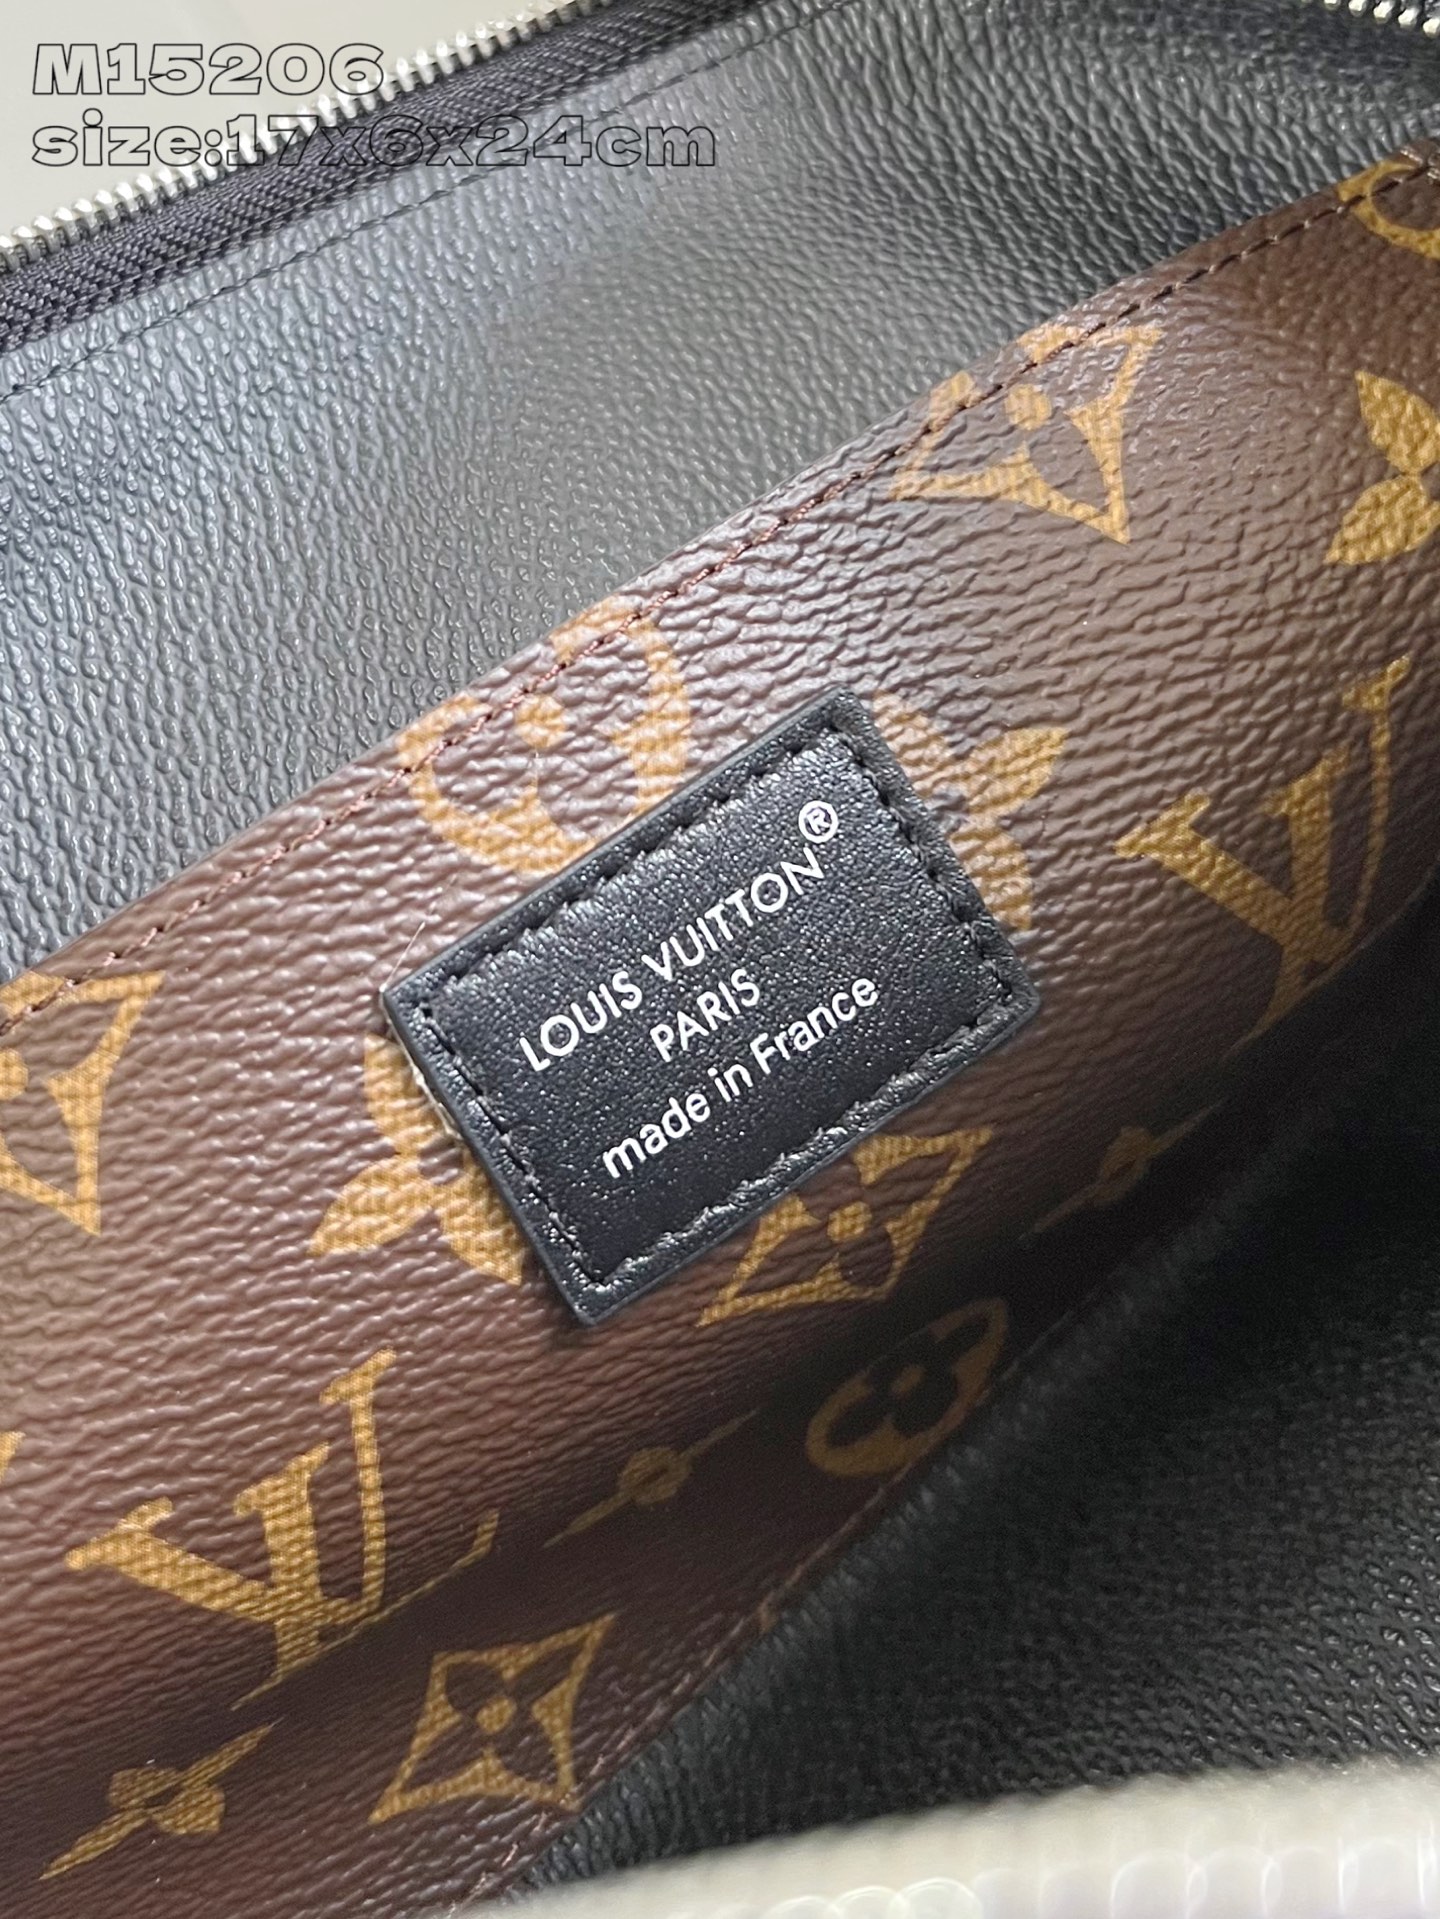 M15206
size:17x6x24cm
LOUIS VUITTON®
PARIS
made in France